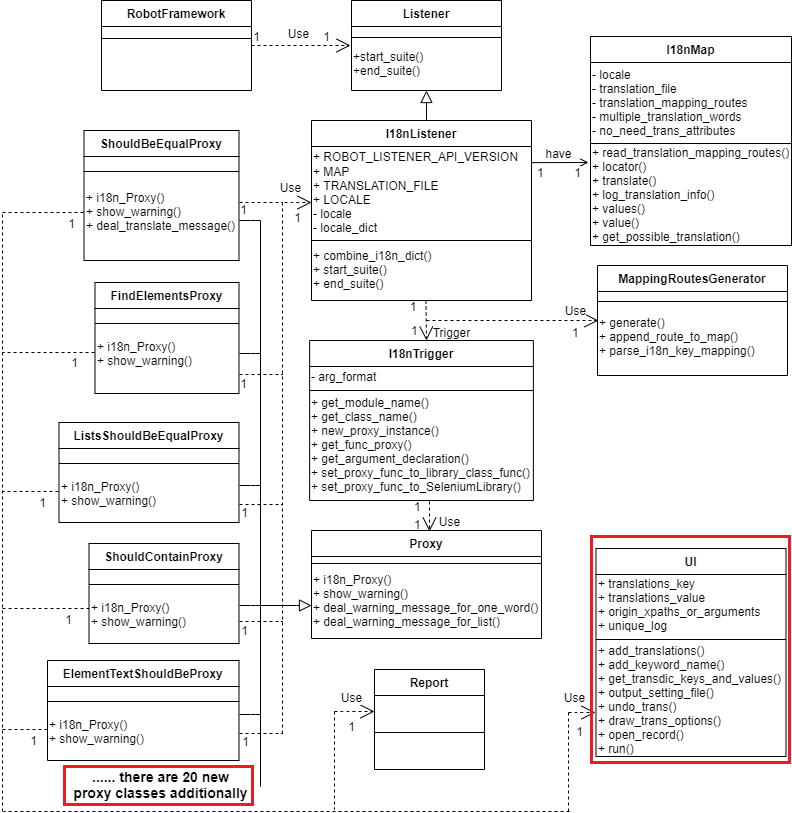 RobotFramework
1
Use
1
Listener
+start_suite()
+end_suite()
I18nMap
- locale
- translation_file
- translation_mapping_routes
- multiple_translation_words
- no_need_trans_attributes
+ read_translation_mapping_routes()
+ locator()
+ translate()
+ log_translation_info()
+ values()
+ value()
+ get_possible_translation()
I18nListener
+ ROBOT_LISTENER_API_VERSION
+ MAP
+ TRANSLATION_FILE
+ LOCALE
- locale
- locale_dict
+ combine_i18n_dict()
+ start_suite()
+ end_suite()
have
1
1
ShouldBeEqualProxy
+ i18n_Proxy()
+ show_warning()
+ deal_translate_message()
1
1
Use
1
FindElementsProxy
+ i18n_Proxy()
+ show_warning()
1
1
MappingRoutesGenerator
+ generate()
+ append_route_to_map()
+ parse_i18n_key_mapping()
Use
1
1
1
Trigger
I18nTrigger
- arg_format
+ get_module_name()
+ get_class_name()
+ new_proxy_instance()
+ get_func_proxy()
+ get_argument_declaration()
+ set_proxy_func_to_library_class_func()
+ set_proxy_func_to_SeleniumLibrary()
ListsShouldBeEqualProxy
+ i18n_Proxy()
+ show_warning()
1
1
1
1
Use
Proxy
+ i18n_Proxy()
+ show_warning()
+ deal_warning_message_for_one_word()
+ deal_warning_message_for_list()
ShouldContainProxy
+ i18n_Proxy()
+ show_warning()
1
1
UI
+ translations_key
+ translations_value
+ origin_xpaths_or_arguments
+ unique_log
+ add_translations()
+ add_keyword_name()
+ get_transdic_keys_and_values()
+ output_setting_file()
+ undo_trans()
+ draw_trans_options()
+ open_record()
+ run()
ElementTextShouldBeProxy
+ i18n_Proxy()
+ show_warning()
1
1
Report
Use
1
Use
1
...... there are 20 new
proxy classes additionally